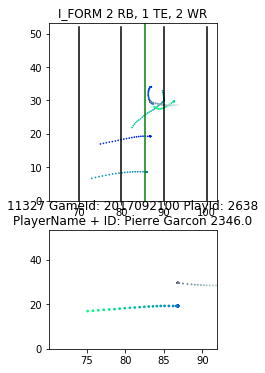 I_FORM 2 RB, 1 TE, 2 WR
50
40
30
20
10
0
70 80 90 100
11327 GameId: 2017092100 PlayId: 2638
PlayerName + ID: Pierre Garcon 2346.0
40
20
0
75 80 85 90